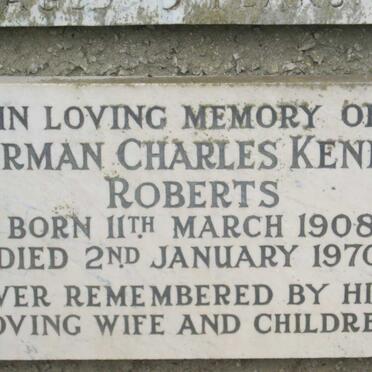 IN LOVING MEMORY O
RMAN CHARLES KEN
ROBERTS
BORN 11TH MARCH 1908
DIED 2ND JANUARY 1970
VER REMEMBERED BY HI
OVING WIFE AND CHILDRE